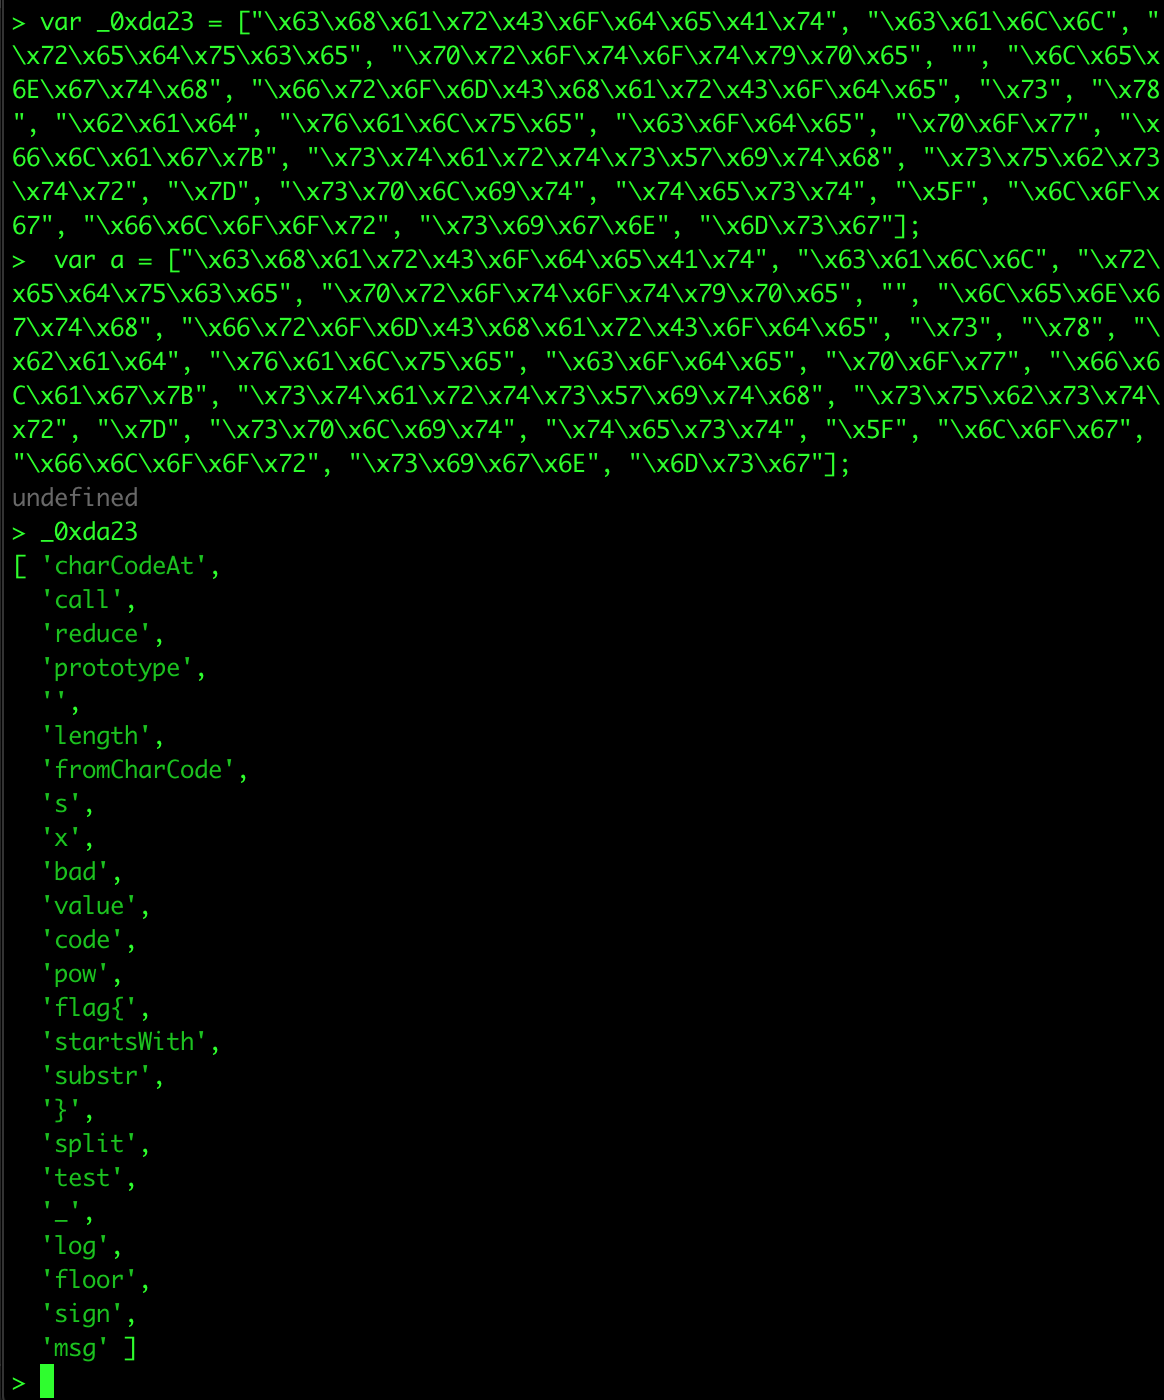 > var _0xda23 = ["\x63\x68\x61\x72\x43\x6F\x64\x65\x41\x74", "\x63\x61\x6C\x6C", "
\x72\x65\x64\x75\x63\x65", "\x70\x72\x6F\x74\x6F\x74\x79\x70\x65", "", "\x6C\x65\x
6E\x67\x74\x68", "\x66\x72\x6F\x6D\x43\x68\x61\x72\x43\x6F\x64\x65", "\x73", "\x78
", "\x62\x61\x64", "\x76\x61\x6C\x75\x65", "\x63\x6F\x64\x65", "\x70\x6F\x77", "\x
66\x6C\x61\x67\x7B", "\x73\x74\x61\x72\x74\x73\x57\x69\x74\x68", "\x73\x75\x62\x73
\x74\x72", "\x7D", "\x73\x70\x6C\x69\x74", "\x74\x65\x73\x74", "\x5F", "\x6C\x6F\x
67", "\x66\x6C\x6F\x6F\x72", "\x73\x69\x67\x6E", "\x6D\x73\x67"];
>  var a = ["\x63\x68\x61\x72\x43\x6F\x64\x65\x41\x74", "\x63\x61\x6C\x6C", "\x72\
x65\x64\x75\x63\x65", "\x70\x72\x6F\x74\x6F\x74\x79\x70\x65", "", "\x6C\x65\x6E\x6
7\x74\x68", "\x66\x72\x6F\x6D\x43\x68\x61\x72\x43\x6F\x64\x65", "\x73", "\x78", "\
x62\x61\x64", "\x76\x61\x6C\x75\x65", "\x63\x6F\x64\x65", "\x70\x6F\x77", "\x66\x6
C\x61\x67\x7B", "\x73\x74\x61\x72\x74\x73\x57\x69\x74\x68", "\x73\x75\x62\x73\x74\
x72", "\x7D", "\x73\x70\x6C\x69\x74", "\x74\x65\x73\x74", "\x5F", "\x6C\x6F\x67",
"\x66\x6C\x6F\x6F\x72", "\x73\x69\x67\x6E", "\x6D\x73\x67"];
undefined
> _0xda23
[ 'charCodeAt',
  'call',
  'reduce',
  'prototype',
  '',
  'length',
  'fromCharCode',
  's',
  'x',
  'bad',
  'value',
  'code',
  'pow',
  'flag{',
  'startsWith',
  'substr',
  '}',
  'split',
  'test',
  '_',
  'log',
  'floor',
  'sign',
  'msg' ]
>